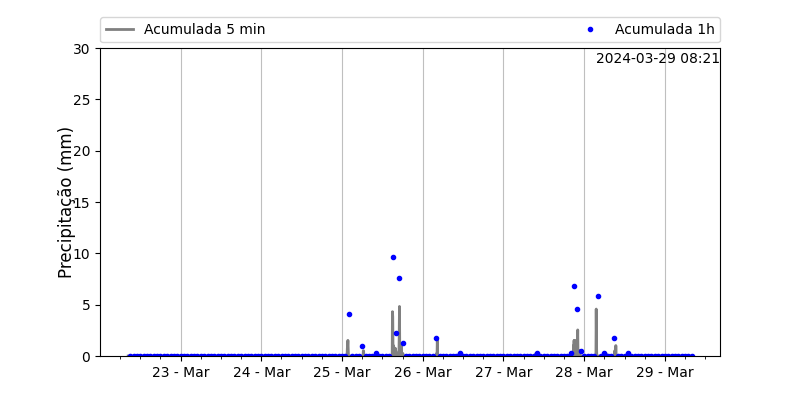 Acumulada 5 min Acumulada 1h
2024-03-29 08:21
Precipitação (mm)
30
25
20
15
10
5
0
23 - Mar 24 - Mar 25 - Mar 26 - Mar 27 - Mar 28 - Mar 29 - Mar